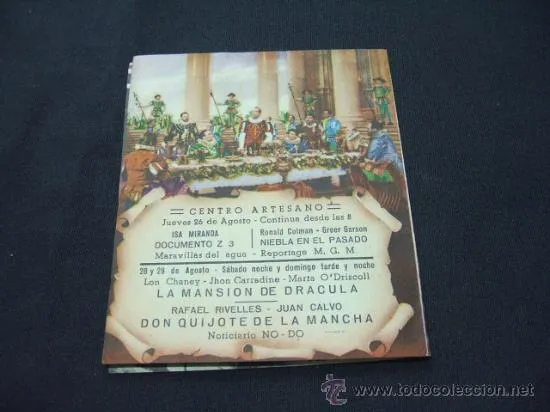 CENTRO ARTESANO
Jueves 26 de Agosto - Continua desde las 8
ISA MIRANDA
DOCUMENTO Z 3
Maravillas del agua - Reportage M. G. M.
Ronald Colman - Greer Garson
NIEBLA EN EL PASADO
28 y 29 de Agosto - Sábado noche y domingo tarde y noche
Lon Chaney - Jhon Carradine - Marta O'Driscoll
LA MANSION DE DRACULA
RAFAEL RIVELLES - JUAN CALVO
DON QUIJOTE DE LA MANCHA
Noticiario NO-DO
© www.todocoleccion.net